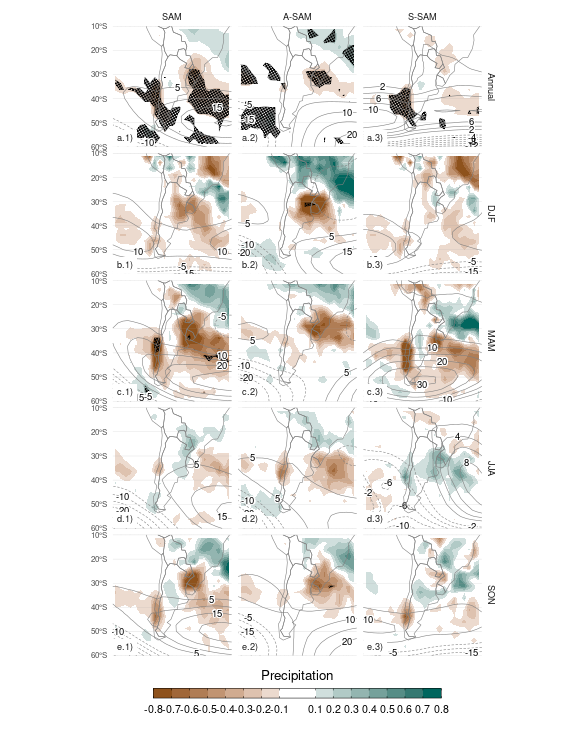 SAM A-SAM S-SAM
10°S
20°S
30°S 5 2
40°S 15 -5 10 6 10 6
50°S 15 2
60°S a.1) -10 a.2) 20 a.3)
Annual
10°S
20°S
30°S
40°S 5
50°S 10 10 -10 5
60°S b.1) -5 15 -20 b.2) 15 b.3) -5 -15
DJF
10°S
20°S -5
30°S 5
40°S 10 10
50°S 20 -10 -20 5 20 30
60°S c.1) 5-5 c.2) c.3) 10
MAM
10°S
20°S 4
30°S 5 5 8
40°S -6 -2
50°S -10 -20 -10 5 -6
60°S d.1) 15 d.2) d.3) -10 -2
JJA
10°S
20°S
30°S
40°S 5 15 -5 10 10
50°S -10 -15 20
60°S e.1) 5 e.2) e.3) -5 -15
SON
Precipitation
-0.8-0.7-0.6-0.5-0.4-0.3-0.2-0.1 0.1 0.2 0.3 0.4 0.5 0.6 0.7 0.8